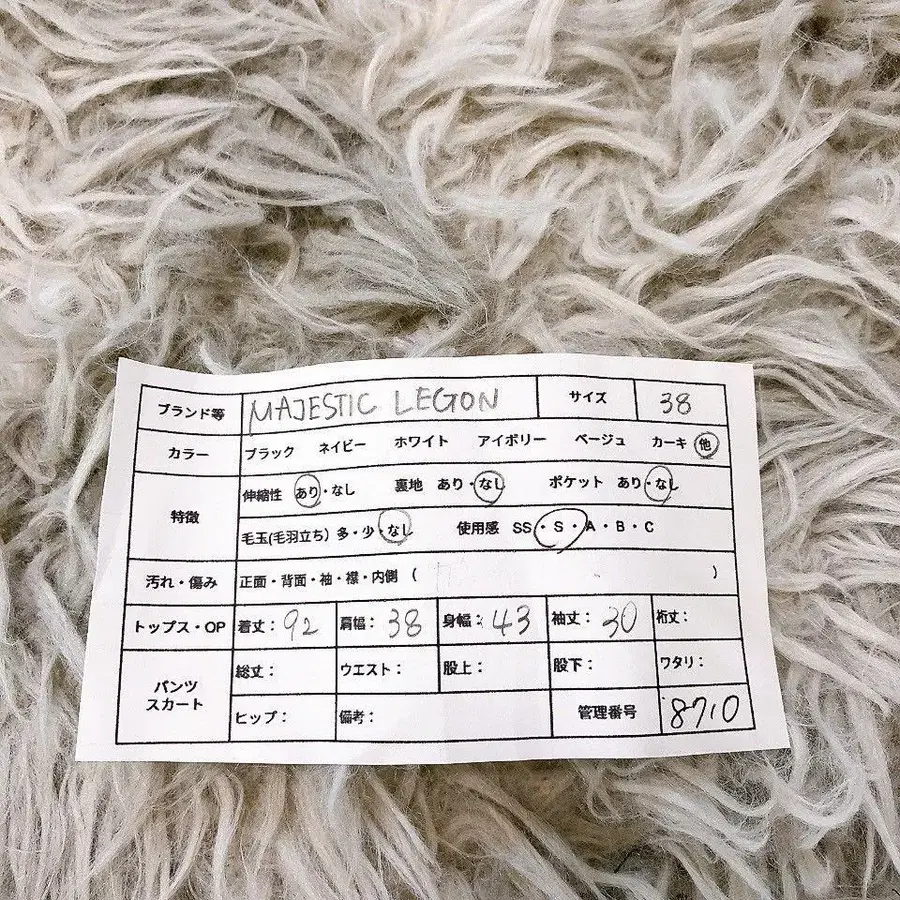 ブランド等 MAJESTIC LEGON サイズ 38
カラー ブラック ネイビー ホワイト アイボリー ベージュ カーキ 他
特徴 伸縮性 あり・なし 裏地 あり・なし ポケット あり・なし
毛玉(毛羽立ち) 多・少・なし 使用感 SS・S・A・B・C
汚れ・傷み 正面・背面・袖・襟・内側 ( )
トップス・OP 着丈: 92 肩幅: 38 身幅: 43 袖丈: 30 裄丈:
パンツ スカート 総丈: ウエスト: 股上: 股下: ワタリ:
ヒップ: 備考: 管理番号 8710